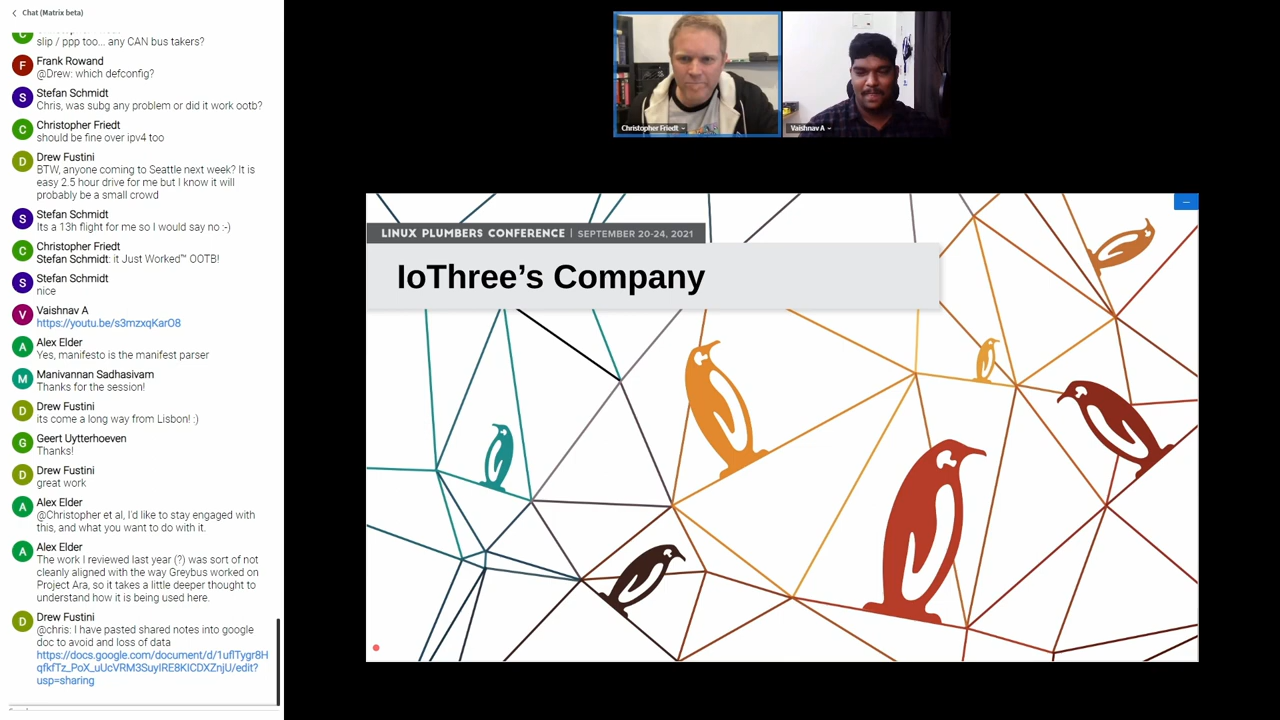 Chat (Matrix beta)
slip / ppp too... any CAN bus takers?
F
Frank Rowand
@Drew: which defconfig?
S
Stefan Schmidt
Chris, was subg any problem or did it work ootb?
C
Christopher Friedt
should be fine over ipv4 too
D
Drew Fustini
BTW, anyone coming to Seattle next week? It is
easy 2.5 hour drive for me but I know it will
probably be a small crowd
S
Stefan Schmidt
Its a 13h flight for me so I would say no :-)
C
Christopher Friedt
Stefan Schmidt: it Just Worked™ OOTB!
S
Stefan Schmidt
nice
V
Vaishnav A
https://youtu.be/s3mzxqKarO8
A
Alex Elder
Yes, manifesto is the manifest parser
M
Manivannan Sadhasivam
Thanks for the session!
D
Drew Fustini
its come a long way from Lisbon! :)
G
Geert Uytterhoeven
Thanks!
D
Drew Fustini
great work
A
Alex Elder
@Christopher et al, I'd like to stay engaged with
this, and what you want to do with it.
A
Alex Elder
The work I reviewed last year (?) was sort of not
cleanly aligned with the way Greybus worked on
Project Ara, so it takes a little deeper thought to
understand how it is being used here.
D
Drew Fustini
@chris: I have pasted shared notes into google
doc to avoid and loss of data
https://docs.google.com/document/d/1uflTygr8H
qfkfTz_PoX_uUcVRM3SuyIRE8KICDXZnjU/edit?
usp=sharing
Christopher Friedt
Vaishnav A
LINUX PLUMBERS CONFERENCE | SEPTEMBER 20-24, 2021
IoThree's Company